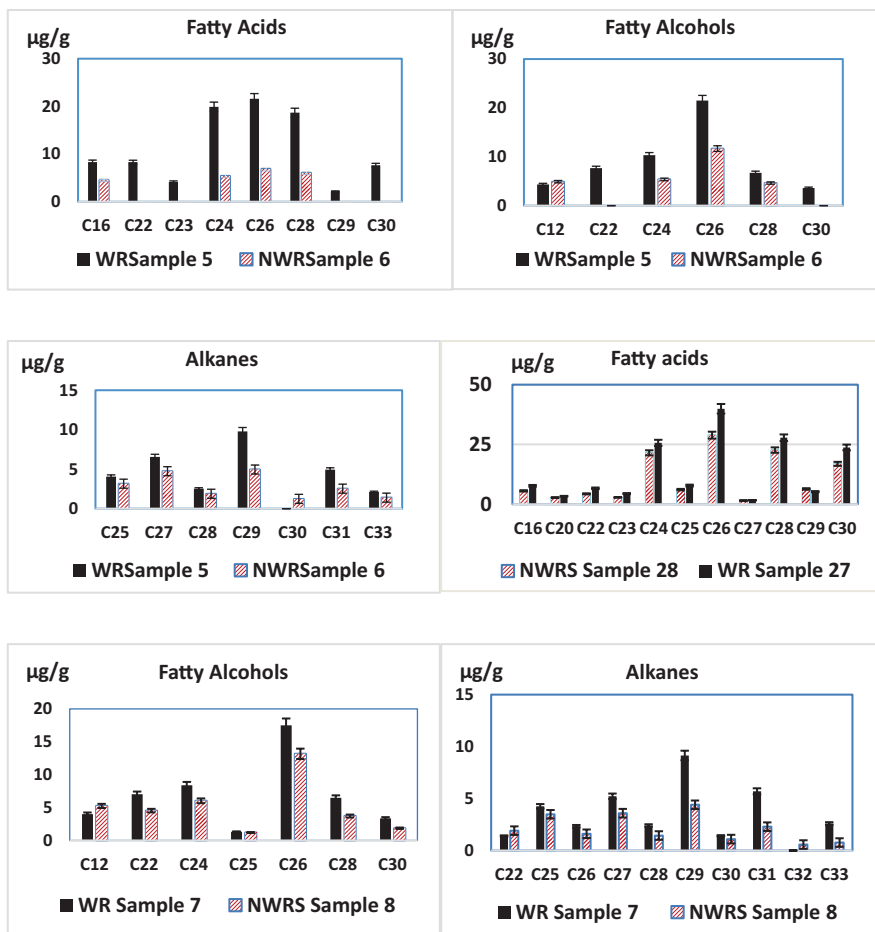 Fatty Acids
µg/g
30
20
10
0
C16 C22 C23 C24 C26 C28 C29 C30
WRSample 5 NWRSample 6
Fatty Alcohols
µg/g
30
20
10
0
C12 C22 C24 C26 C28 C30
WRSample 5 NWRSample 6
Alkanes
µg/g
15
10
5
0
C25 C27 C28 C29 C30 C31 C33
WRSample 5 NWRSample 6
Fatty acids
µg/g
50
25
0
C16 C20 C22 C23 C24 C25 C26 C27 C28 C29 C30
NWRS Sample 28 WR Sample 27
Fatty Alcohols
µg/g
20
15
10
5
0
C12 C22 C24 C25 C26 C28 C30
WR Sample 7 NWRS Sample 8
Alkanes
µg/g
15
10
5
0
C22 C25 C26 C27 C28 C29 C30 C31 C32 C33
WR Sample 7 NWRS Sample 8